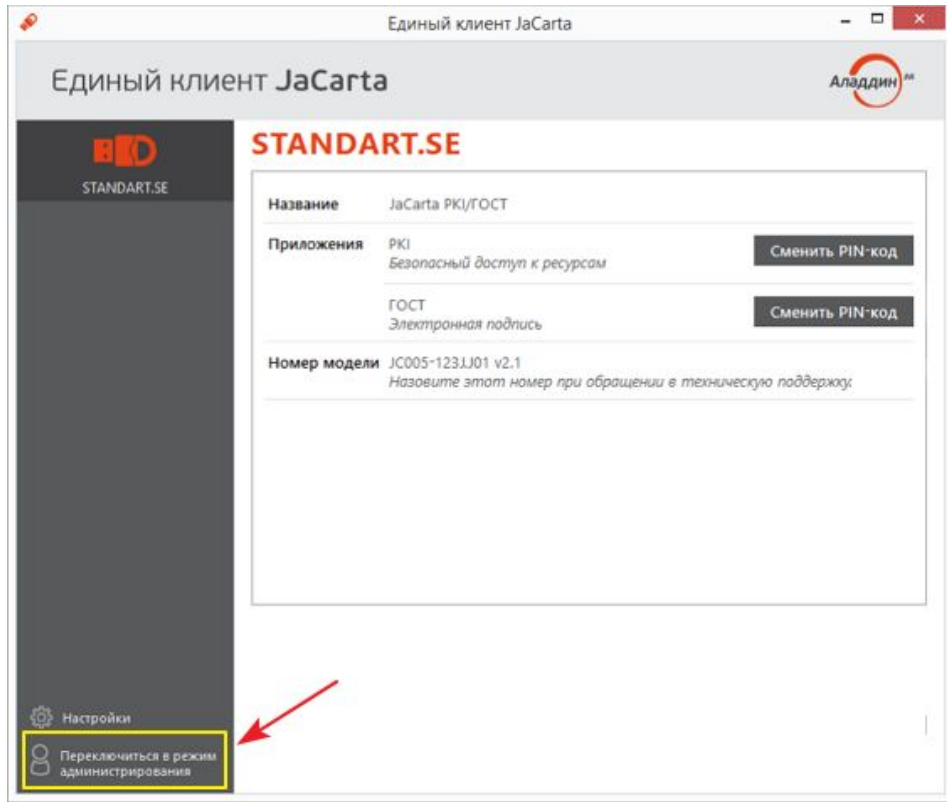 Единый клиент JaCarta
Единый клиент JaCarta
Аладдин
STANDART.SE
STANDART.SE
Название JaCarta PKI/ГОСТ
Приложения PKI
Безопасный доступ к ресурсам
Сменить PIN-код
ГОСТ
Электронная подпись
Сменить PIN-код
Номер модели JC005-123JJ01 v2.1
Назовите этот номер при обращении в техническую поддержку.
Настройки
Переключиться в режим
администрирования